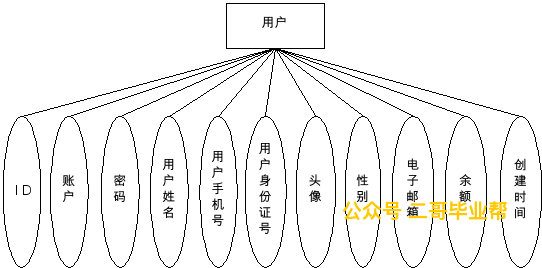 用户
ID
账户
密码
用户姓名
用户手机号
用户身份证号
头像
性别
电子邮箱
余额
创建时间
公众号 二哥毕业帮